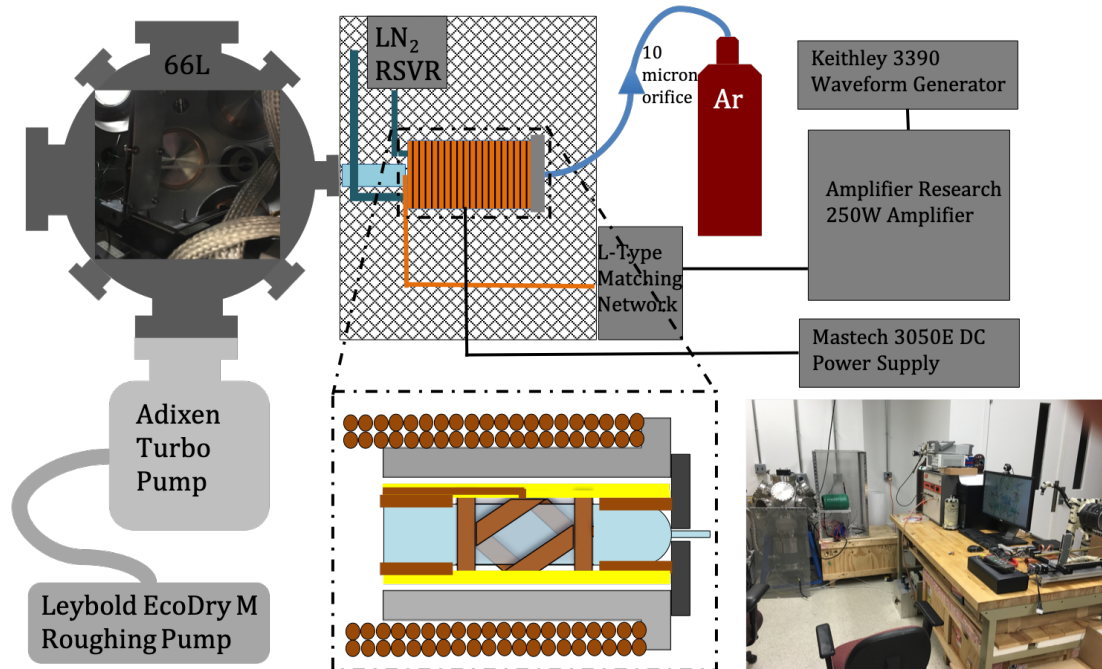 66L
LN₂
RSVR
10
micron
orifice
Ar
Keithley 3390
Waveform Generator
Amplifier Research
250W Amplifier
L-Type
Matching
Network
Mastech 3050E DC
Power Supply
Adixen
Turbo
Pump
Leybold EcoDry M
Roughing Pump